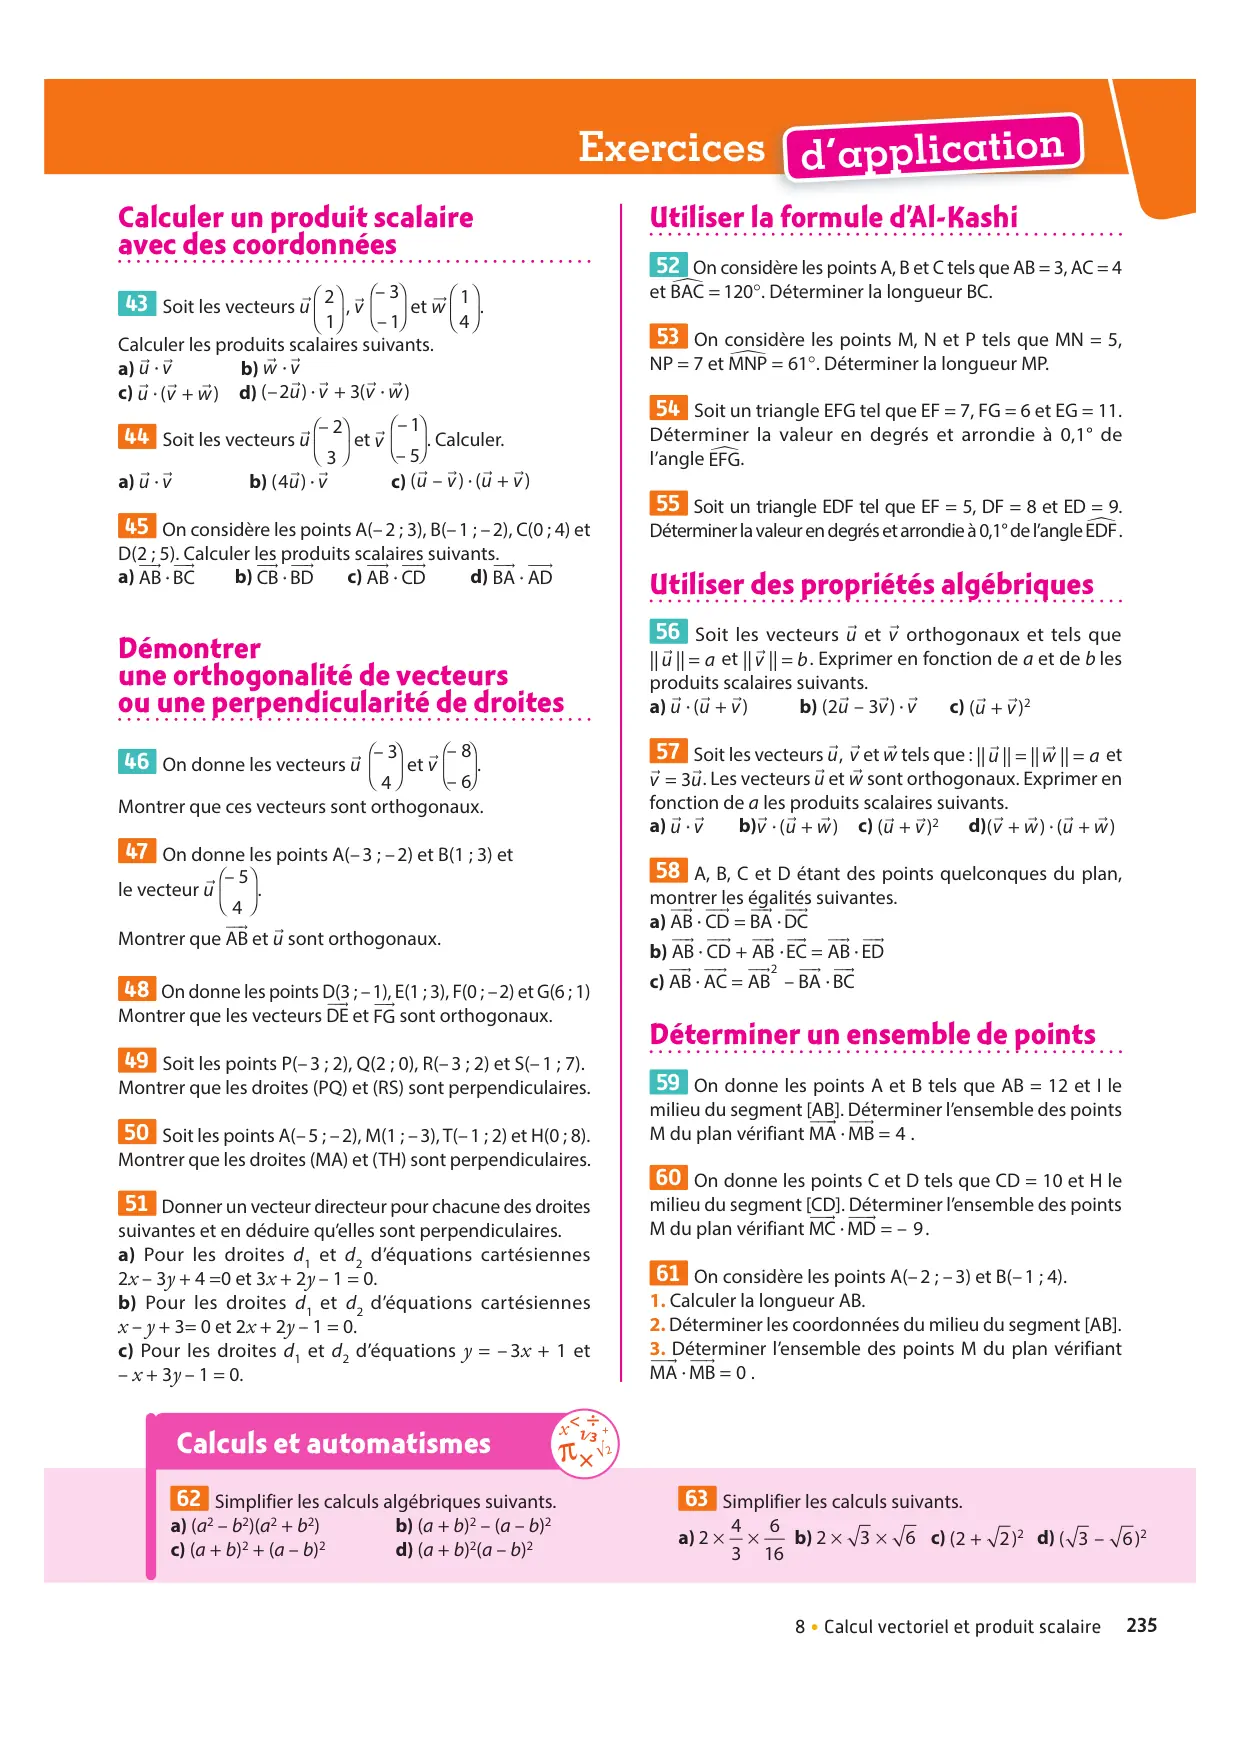 Exercices d’application
Calculer un produit scalaire
avec des coordonnées
43 Soit les vecteurs u⃗ (2 ; 1), v⃗ (– 3 ; – 1) et w⃗ (1 ; 4).
Calculer les produits scalaires suivants.
a) u⃗ · v⃗ b) w⃗ · v⃗
c) u⃗ · (v⃗ + w⃗) d) (– 2u⃗) · v⃗ + 3(v⃗ · w⃗)
44 Soit les vecteurs u⃗ (– 2 ; 3) et v⃗ (– 1 ; – 5). Calculer.
a) u⃗ · v⃗ b) (4u⃗) · v⃗ c) (u⃗ – v⃗) · (u⃗ + v⃗)
45 On considère les points A(– 2 ; 3), B(– 1 ; – 2), C(0 ; 4) et
D(2 ; 5). Calculer les produits scalaires suivants.
a) AB · BC b) CB · BD c) AB · CD d) BA · AD
Démontrer
une orthogonalité de vecteurs
ou une perpendicularité de droites
46 On donne les vecteurs u⃗ (– 3 ; 4) et v⃗ (– 8 ; – 6).
Montrer que ces vecteurs sont orthogonaux.
47 On donne les points A(– 3 ; – 2) et B(1 ; 3) et
le vecteur u⃗ (– 5 ; 4).
Montrer que AB et u⃗ sont orthogonaux.
48 On donne les points D(3 ; – 1), E(1 ; 3), F(0 ; – 2) et G(6 ; 1)
Montrer que les vecteurs DE et FG sont orthogonaux.
49 Soit les points P(– 3 ; 2), Q(2 ; 0), R(– 3 ; 2) et S(– 1 ; 7).
Montrer que les droites (PQ) et (RS) sont perpendiculaires.
50 Soit les points A(– 5 ; – 2), M(1 ; – 3), T(– 1 ; 2) et H(0 ; 8).
Montrer que les droites (MA) et (TH) sont perpendiculaires.
51 Donner un vecteur directeur pour chacune des droites
suivantes et en déduire qu’elles sont perpendiculaires.
a) Pour les droites d₁ et d₂ d’équations cartésiennes
2x – 3y + 4 =0 et 3x + 2y – 1 = 0.
b) Pour les droites d₁ et d₂ d’équations cartésiennes
x – y + 3= 0 et 2x + 2y – 1 = 0.
c) Pour les droites d₁ et d₂ d’équations y = – 3x + 1 et
– x + 3y – 1 = 0.
Utiliser la formule d’Al-Kashi
52 On considère les points A, B et C tels que AB = 3, AC = 4
et BAC = 120°. Déterminer la longueur BC.
53 On considère les points M, N et P tels que MN = 5,
NP = 7 et MNP = 61°. Déterminer la longueur MP.
54 Soit un triangle EFG tel que EF = 7, FG = 6 et EG = 11.
Déterminer la valeur en degrés et arrondie à 0,1° de
l’angle EFG.
55 Soit un triangle EDF tel que EF = 5, DF = 8 et ED = 9.
Déterminer la valeur en degrés et arrondie à 0,1° de l’angle EDF.
Utiliser des propriétés algébriques
56 Soit les vecteurs u⃗ et v⃗ orthogonaux et tels que
|| u⃗ || = a et || v⃗ || = b. Exprimer en fonction de a et de b les
produits scalaires suivants.
a) u⃗ · (u⃗ + v⃗) b) (2u⃗ – 3v⃗) · v⃗ c) (u⃗ + v⃗)²
57 Soit les vecteurs u⃗, v⃗ et w⃗ tels que : || u⃗ || = || w⃗ || = a et
v⃗ = 3u⃗. Les vecteurs u⃗ et w⃗ sont orthogonaux. Exprimer en
fonction de a les produits scalaires suivants.
a) u⃗ · v⃗ b)v⃗ · (u⃗ + w⃗) c) (u⃗ + v⃗)² d)(v⃗ + w⃗) · (u⃗ + w⃗)
58 A, B, C et D étant des points quelconques du plan,
montrer les égalités suivantes.
a) AB · CD = BA · DC
b) AB · CD + AB · EC = AB · ED
c) AB · AC = AB² – BA · BC
Déterminer un ensemble de points
59 On donne les points A et B tels que AB = 12 et I le
milieu du segment [AB]. Déterminer l’ensemble des points
M du plan vérifiant MA · MB = 4 .
60 On donne les points C et D tels que CD = 10 et H le
milieu du segment [CD]. Déterminer l’ensemble des points
M du plan vérifiant MC · MD = – 9.
61 On considère les points A(– 2 ; – 3) et B(– 1 ; 4).
1. Calculer la longueur AB.
2. Déterminer les coordonnées du milieu du segment [AB].
3. Déterminer l’ensemble des points M du plan vérifiant
MA · MB = 0 .
Calculs et automatismes
x < ÷ 1/3 + π × √2
62 Simplifier les calculs algébriques suivants.
a) (a² – b²)(a² + b²) b) (a + b)² – (a – b)²
c) (a + b)² + (a – b)² d) (a + b)²(a – b)²
63 Simplifier les calculs suivants.
a) 2 × 4/3 × 6/16 b) 2 × √3 × √6 c) (2 + √2)² d) (√3 – √6)²
8 • Calcul vectoriel et produit scalaire 235